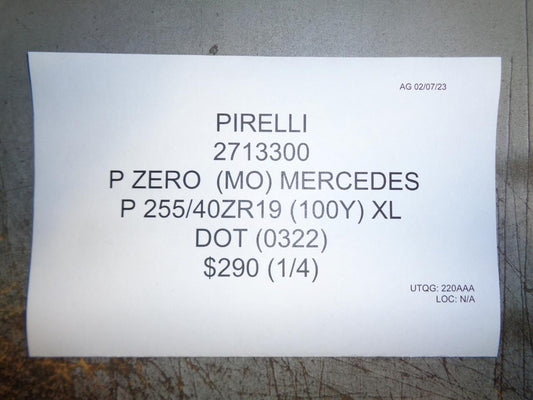 AG 02/07/23
PIRELLI
2713300
P ZERO (MO) MERCEDES
P 255/40ZR19 (100Y) XL
DOT (0322)
$290 (1/4)
UTQG: 220AAA
LOC: N/A